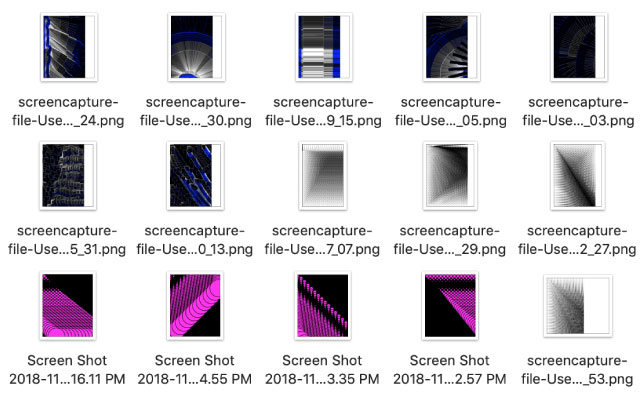 screencapture-
file-Use..._24.png
screencapture-
file-Use..._30.png
screencapture-
file-Use...9_15.png
screencapture-
file-Use..._05.png
screencapture-
file-Use..._03.png
screencapture-
file-Use...5_31.png
screencapture-
file-Use...0_13.png
screencapture-
file-Use...7_07.png
screencapture-
file-Use..._29.png
screencapture-
file-Use...2_27.png
Screen Shot
2018-11...16.11 PM
Screen Shot
2018-11...4.55 PM
Screen Shot
2018-11...3.35 PM
Screen Shot
2018-11...2.57 PM
screencapture-
file-Use..._53.png